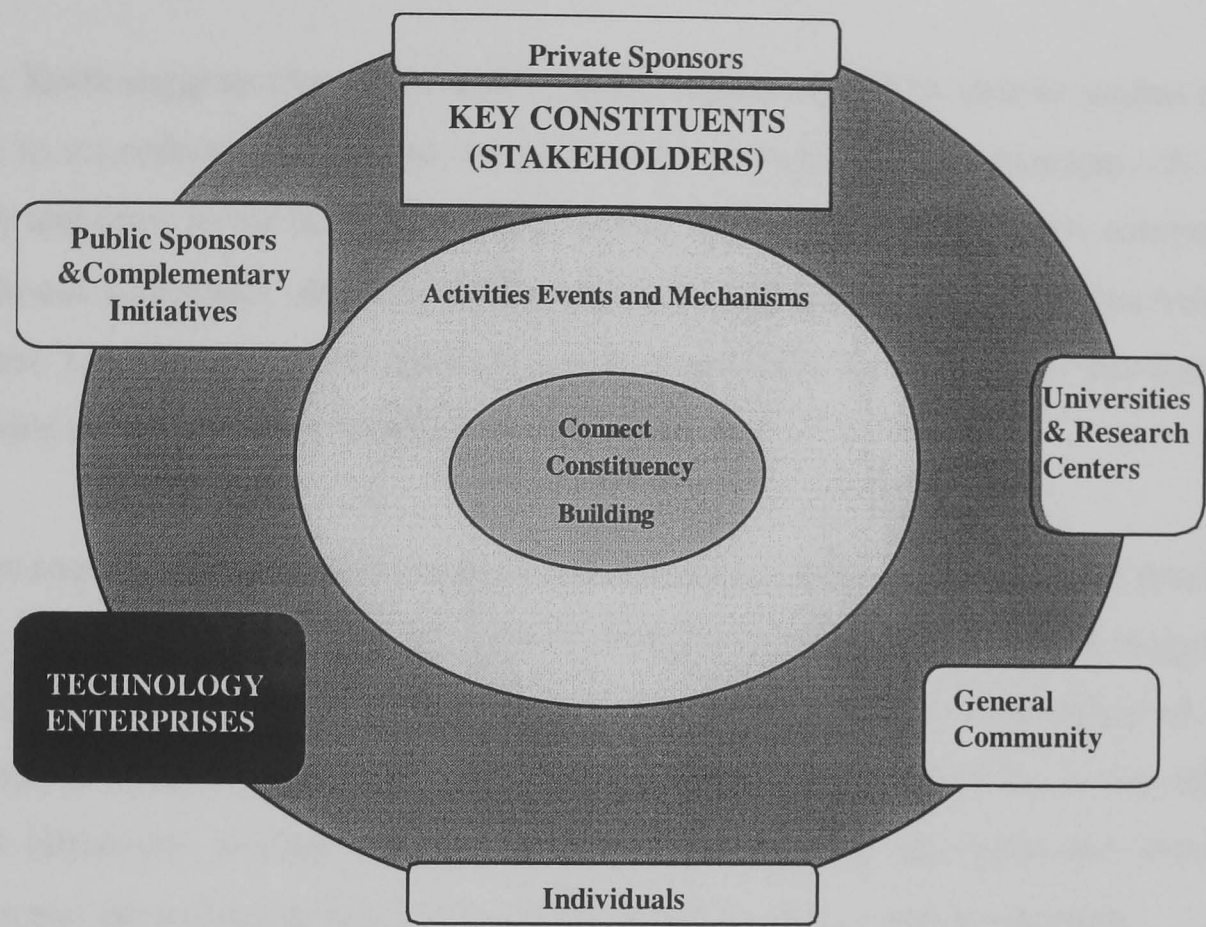 Private Sponsors
KEY CONSTITUENTS
(STAKEHOLDERS)
Public Sponsors
&Complementary
Initiatives
Activities Events and Mechanisms
Universities
& Research
Centers
Connect
Constituency
Building
TECHNOLOGY
ENTERPRISES
General
Community
Individuals